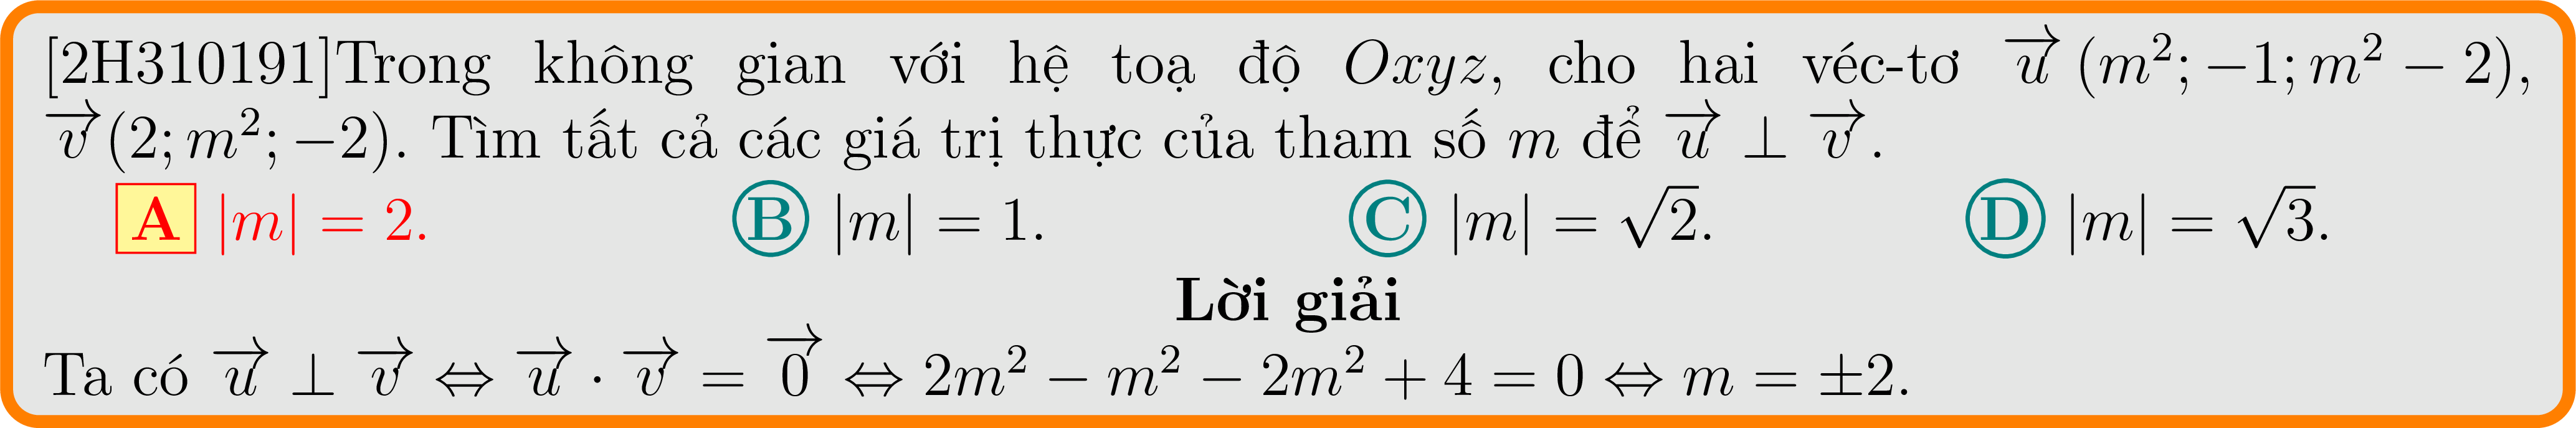 [2H310191]Trong không gian với hệ toạ độ $Oxyz$, cho hai véc-tơ $\overrightarrow{u}(m^2; -1; m^2 - 2)$,
$\overrightarrow{v}(2; m^2; -2)$. Tìm tất cả các giá trị thực của tham số $m$ để $\overrightarrow{u} \perp \overrightarrow{v}$.
A $|m| = 2$. B $|m| = 1$. C $|m| = \sqrt{2}$. D $|m| = \sqrt{3}$.
Lời giải
Ta có $\overrightarrow{u} \perp \overrightarrow{v} \Leftrightarrow \overrightarrow{u} \cdot \overrightarrow{v} = \overrightarrow{0} \Leftrightarrow 2m^2 - m^2 - 2m^2 + 4 = 0 \Leftrightarrow m = \pm 2$.